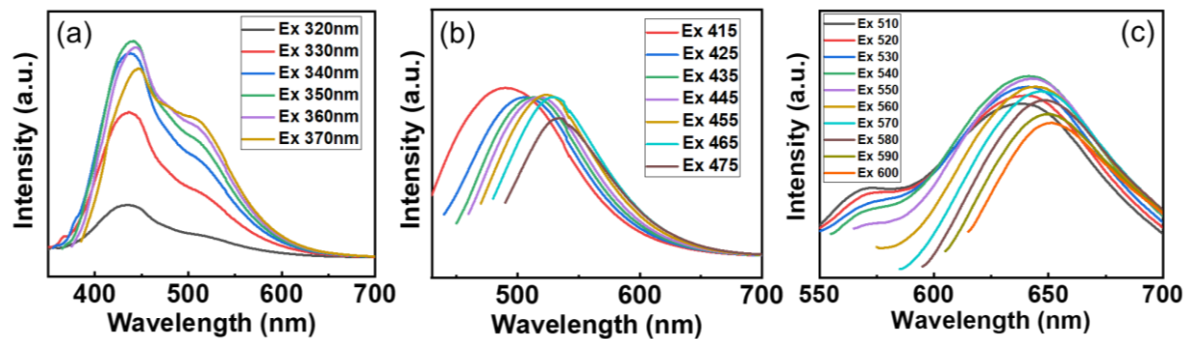 (a)
Ex 320nm
Ex 330nm
Ex 340nm
Ex 350nm
Ex 360nm
Ex 370nm
Intensity (a.u.)
400 500 600 700
Wavelength (nm)
(b)
Ex 415
Ex 425
Ex 435
Ex 445
Ex 455
Ex 465
Ex 475
Intensity (a.u.)
500 600 700
Wavelength (nm)
(c)
Ex 510
Ex 520
Ex 530
Ex 540
Ex 550
Ex 560
Ex 570
Ex 580
Ex 590
Ex 600
Intensity (a.u.)
550 600 650 700
Wavelength (nm)